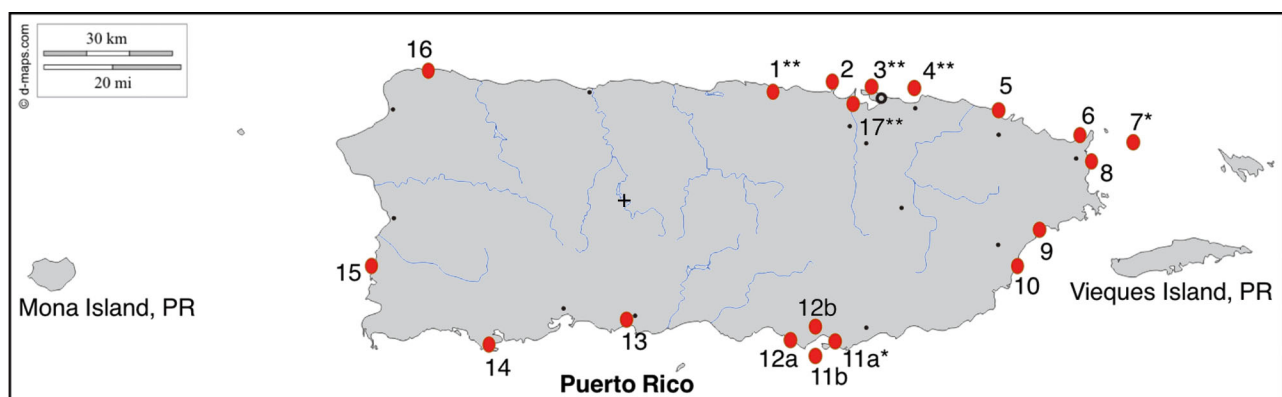 © d-maps.com
30 km
20 mi
16
1**
2
3**
4**
5
6
7*
17**
8
9
10
15
Mona Island, PR
Vieques Island, PR
12b
13
14
12a
11a*
11b
Puerto Rico